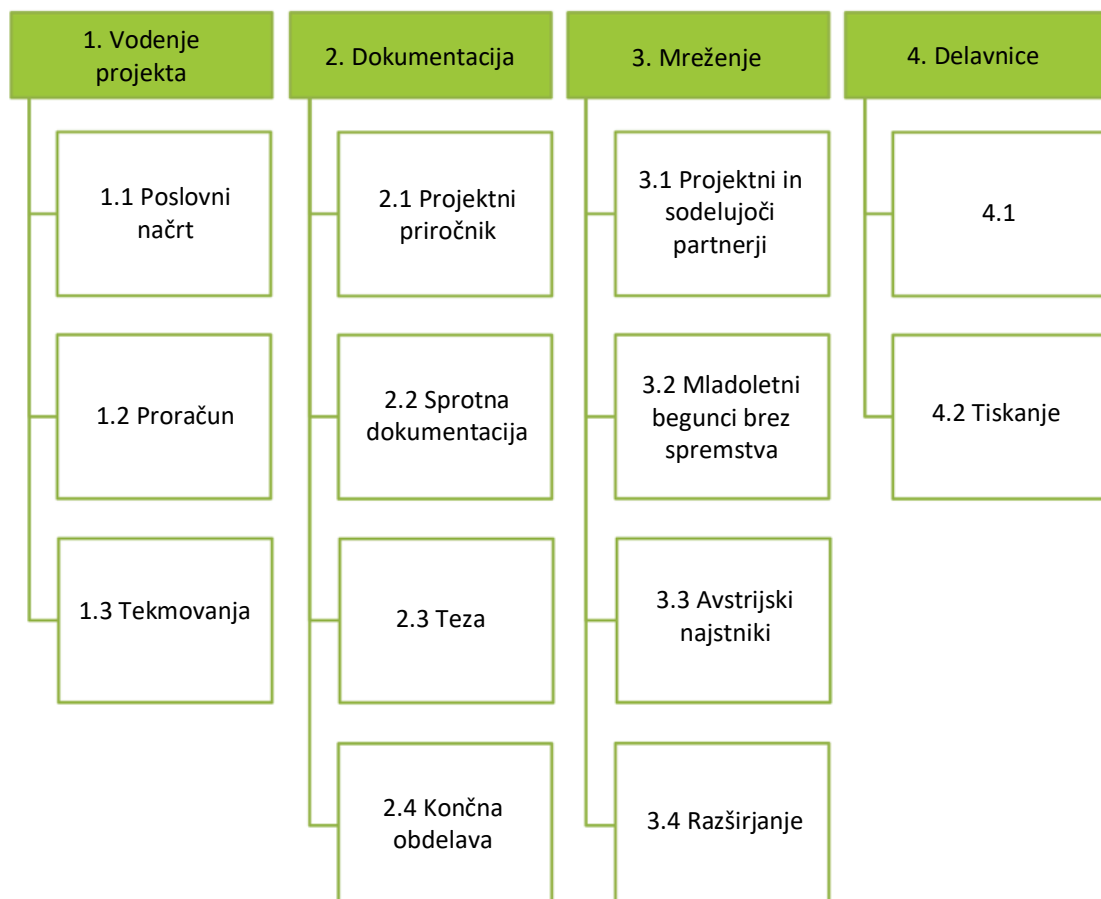 1. Vodenje
projekta
1.1 Poslovni
načrt
1.2 Proračun
1.3 Tekmovanja
2. Dokumentacija
2.1 Projektni
priročnik
2.2 Sprotna
dokumentacija
2.3 Teza
2.4 Končna
obdelava
3. Mreženje
3.1 Projektni in
sodelujoči
partnerji
3.2 Mladoletni
begunci brez
spremstva
3.3 Avstrijski
najstniki
3.4 Razširjanje
4. Delavnice
4.1
4.2 Tiskanje